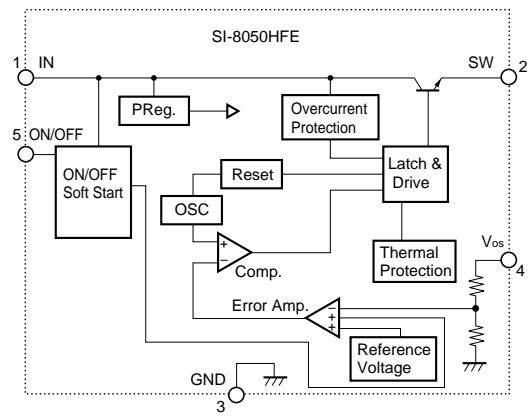 SI-8050HFE
1 IN
SW 2
PReg.
Overcurrent
Protection
5 ON/OFF
ON/OFF
Soft Start
Latch &
Drive
Reset
OSC
+
−
Comp.
Thermal
Protection
Vos
4
Error Amp.
−
+
+
Reference
Voltage
GND
3